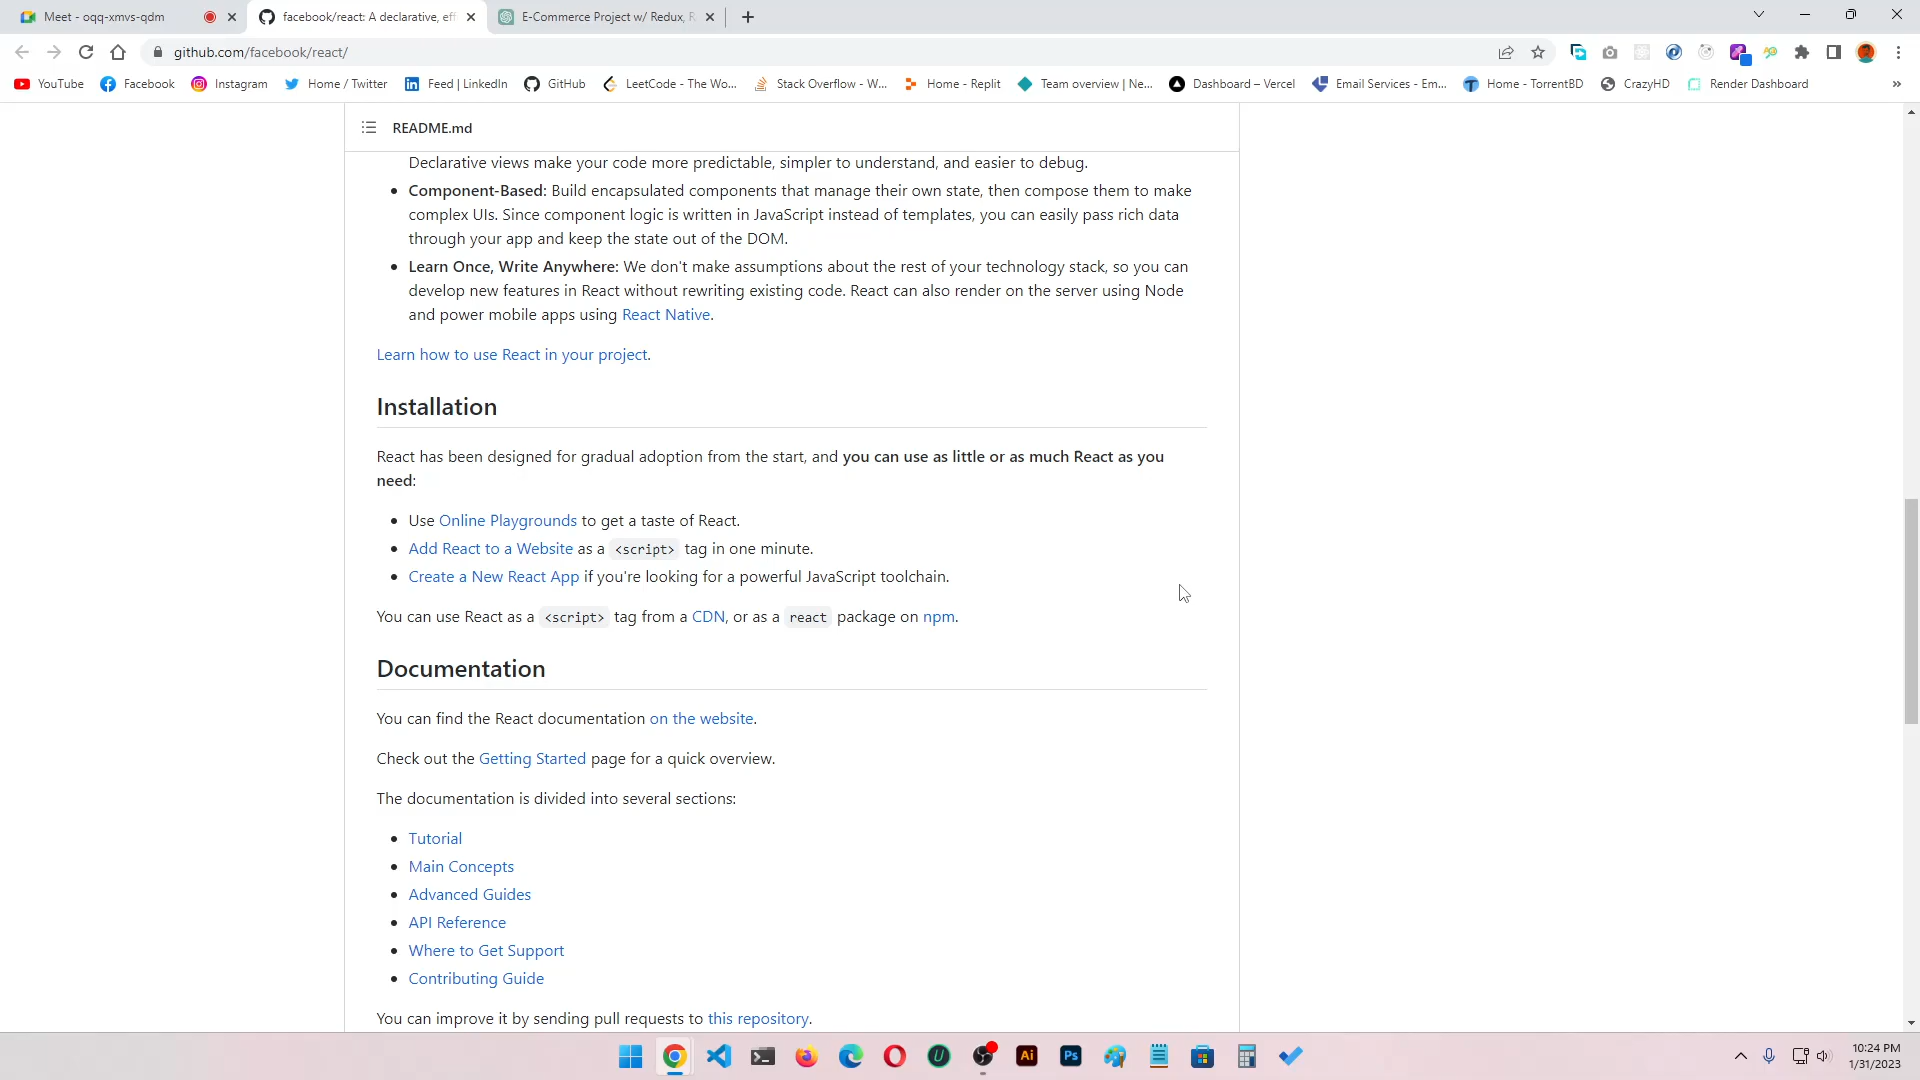 Meet - oqq-xmvs-qdm
facebook/react: A declarative, eff
E-Commerce Project w/ Redux, R
github.com/facebook/react/
YouTube Facebook Instagram Home / Twitter Feed | LinkedIn GitHub LeetCode - The Wo... Stack Overflow - W... Home - Replit Team overview | Ne... Dashboard – Vercel Email Services - Em... Home - TorrentBD CrazyHD Render Dashboard »
README.md
Declarative views make your code more predictable, simpler to understand, and easier to debug.
Component-Based: Build encapsulated components that manage their own state, then compose them to make
complex UIs. Since component logic is written in JavaScript instead of templates, you can easily pass rich data
through your app and keep the state out of the DOM.
Learn Once, Write Anywhere: We don't make assumptions about the rest of your technology stack, so you can
develop new features in React without rewriting existing code. React can also render on the server using Node
and power mobile apps using React Native.
Learn how to use React in your project.
Installation
React has been designed for gradual adoption from the start, and you can use as little or as much React as you
need:
Use Online Playgrounds to get a taste of React.
Add React to a Website as a <script> tag in one minute.
Create a New React App if you're looking for a powerful JavaScript toolchain.
You can use React as a <script> tag from a CDN, or as a react package on npm.
Documentation
You can find the React documentation on the website.
Check out the Getting Started page for a quick overview.
The documentation is divided into several sections:
Tutorial
Main Concepts
Advanced Guides
API Reference
Where to Get Support
Contributing Guide
You can improve it by sending pull requests to this repository.
Ai
Ps
10:24 PM
1/31/2023